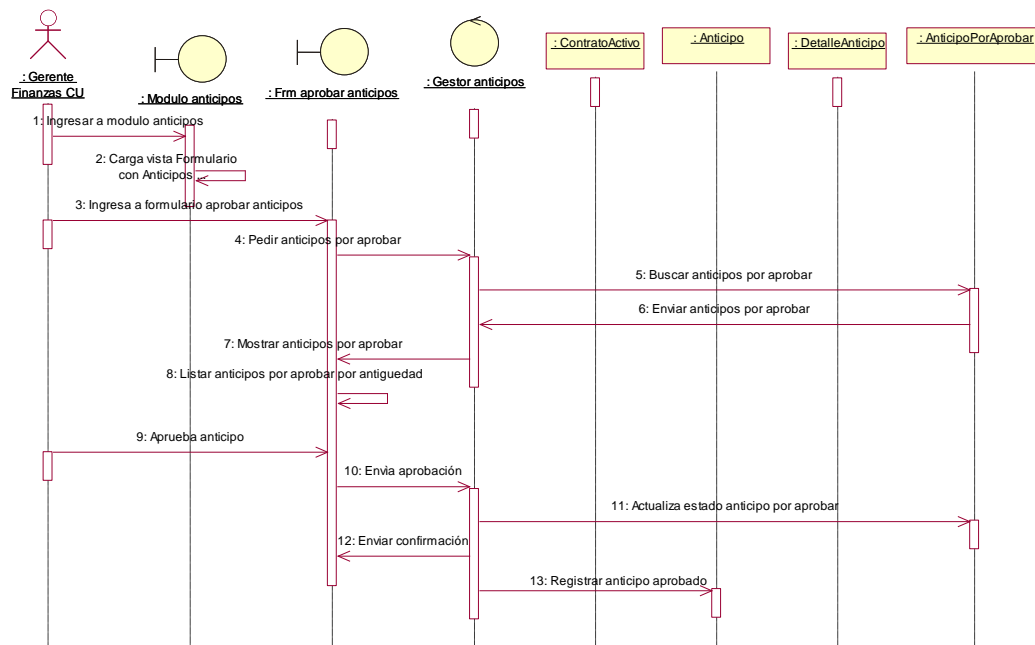 : Gerente
Finanzas CU
: Modulo anticipos
: Frm aprobar anticipos
: Gestor anticipos
: ContratoActivo
: Anticipo
: DetalleAnticipo
: AnticipoPorAprobar
1: Ingresar a modulo anticipos
2: Carga vista Formulario
con Anticipos ...
3: Ingresa a formulario aprobar anticipos
4: Pedir anticipos por aprobar
5: Buscar anticipos por aprobar
6: Enviar anticipos por aprobar
7: Mostrar anticipos por aprobar
8: Listar anticipos por aprobar por antiguedad
9: Aprueba anticipo
10: Envia aprobación
11: Actualiza estado anticipo por aprobar
12: Enviar confirmación
13: Registrar anticipo aprobado